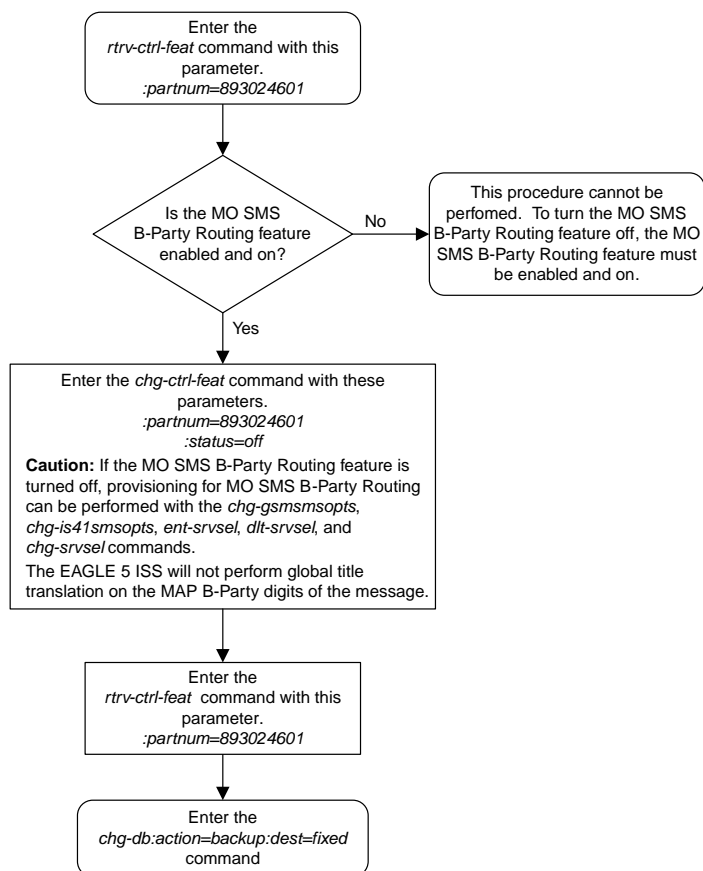 Enter the
rtrv-ctrl-feat command with this
parameter.
:partnum=893024601
Is the MO SMS
B-Party Routing feature
enabled and on?
No
This procedure cannot be
perfomed. To turn the MO SMS
B-Party Routing feature off, the MO
SMS B-Party Routing feature must
be enabled and on.
Yes
Enter the chg-ctrl-feat command with these
parameters.
:partnum=893024601
:status=off
Caution: If the MO SMS B-Party Routing feature is
turned off, provisioning for MO SMS B-Party Routing
can be performed with the chg-gsmsmsopts,
chg-is41smsopts, ent-srvsel, dlt-srvsel, and
chg-srvsel commands.
The EAGLE 5 ISS will not perform global title
translation on the MAP B-Party digits of the message.
Enter the
rtrv-ctrl-feat command with this
parameter.
:partnum=893024601
Enter the
chg-db:action=backup:dest=fixed
command